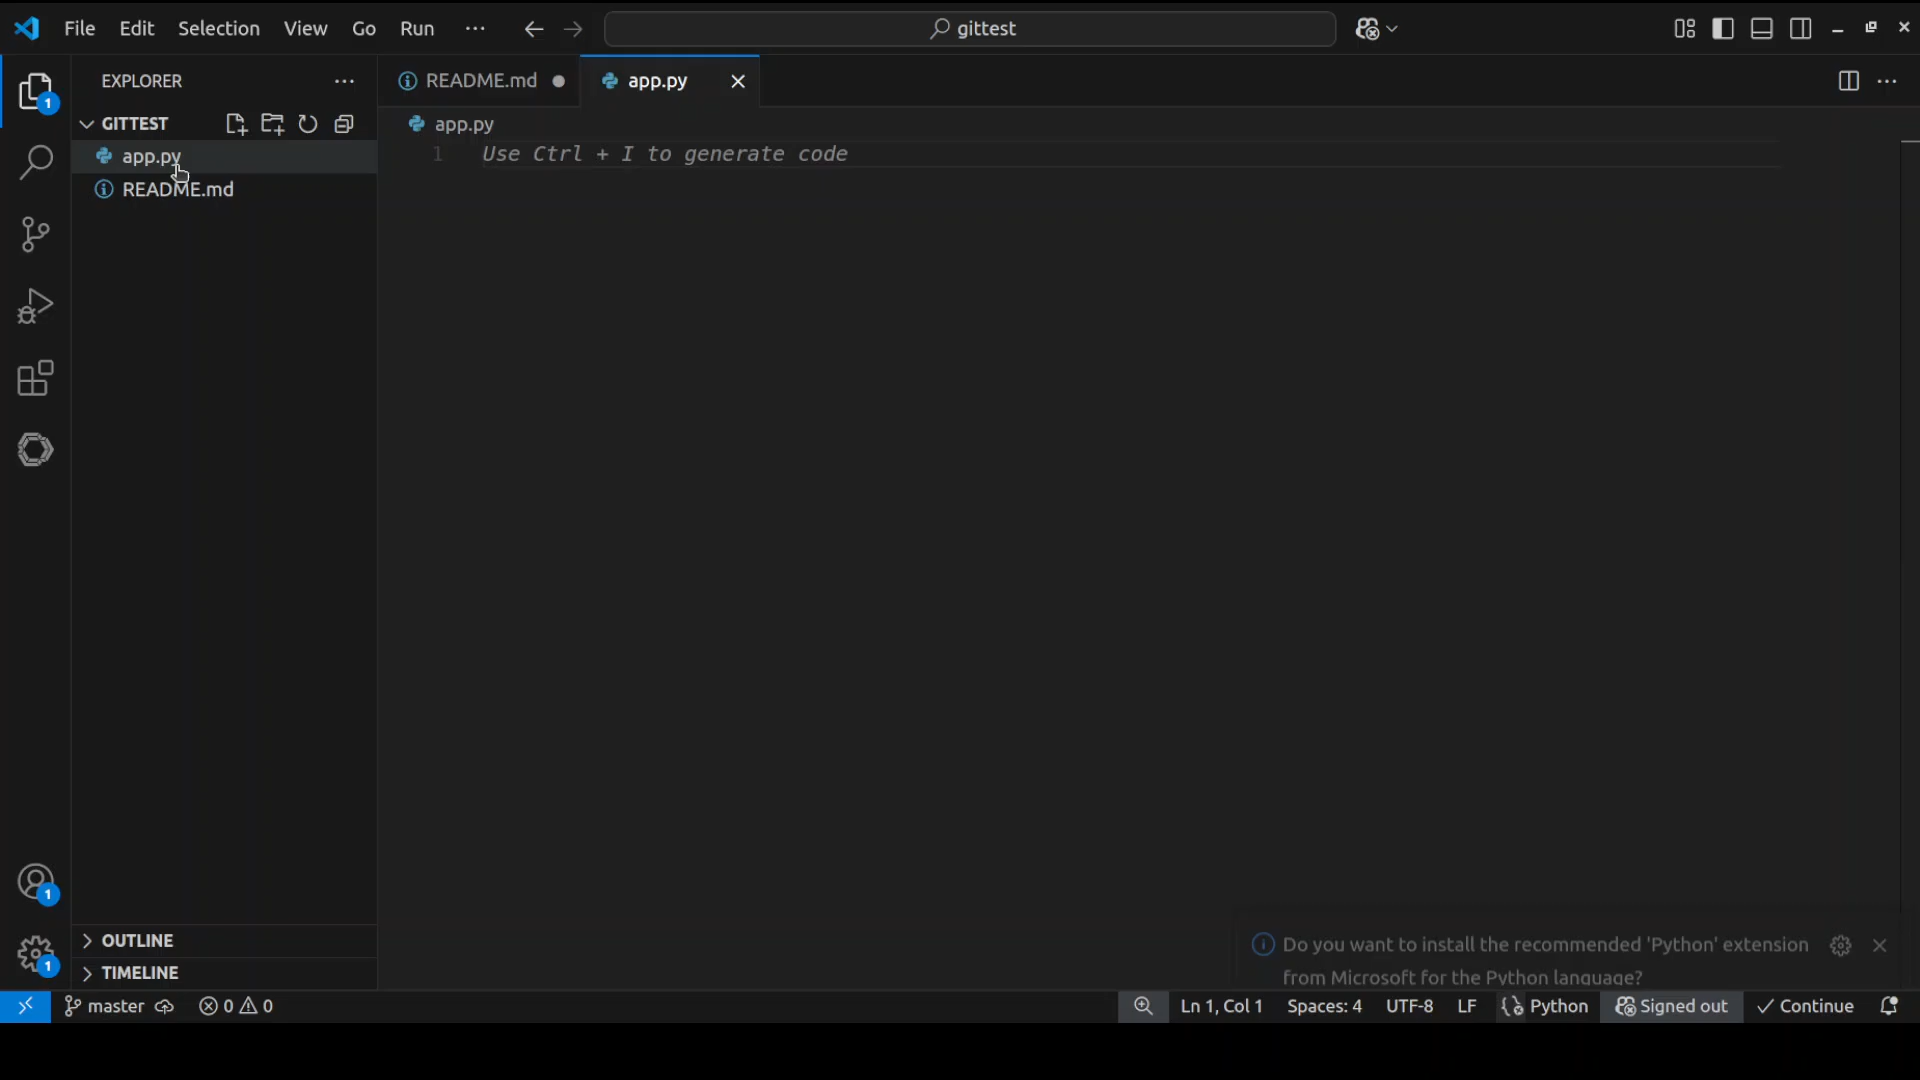 File Edit Selection View Go Run ··· gittest
EXPLORER ···
README.md
app.py
···
GITTEST
app.py
1
app.py
1 Use Ctrl + I to generate code
README.md
1
OUTLINE
Do you want to install the recommended 'Python' extension
from Microsoft for the Python language?
1
TIMELINE
master 0 0 Ln 1, Col 1 Spaces: 4 UTF-8 LF Python Signed out Continue